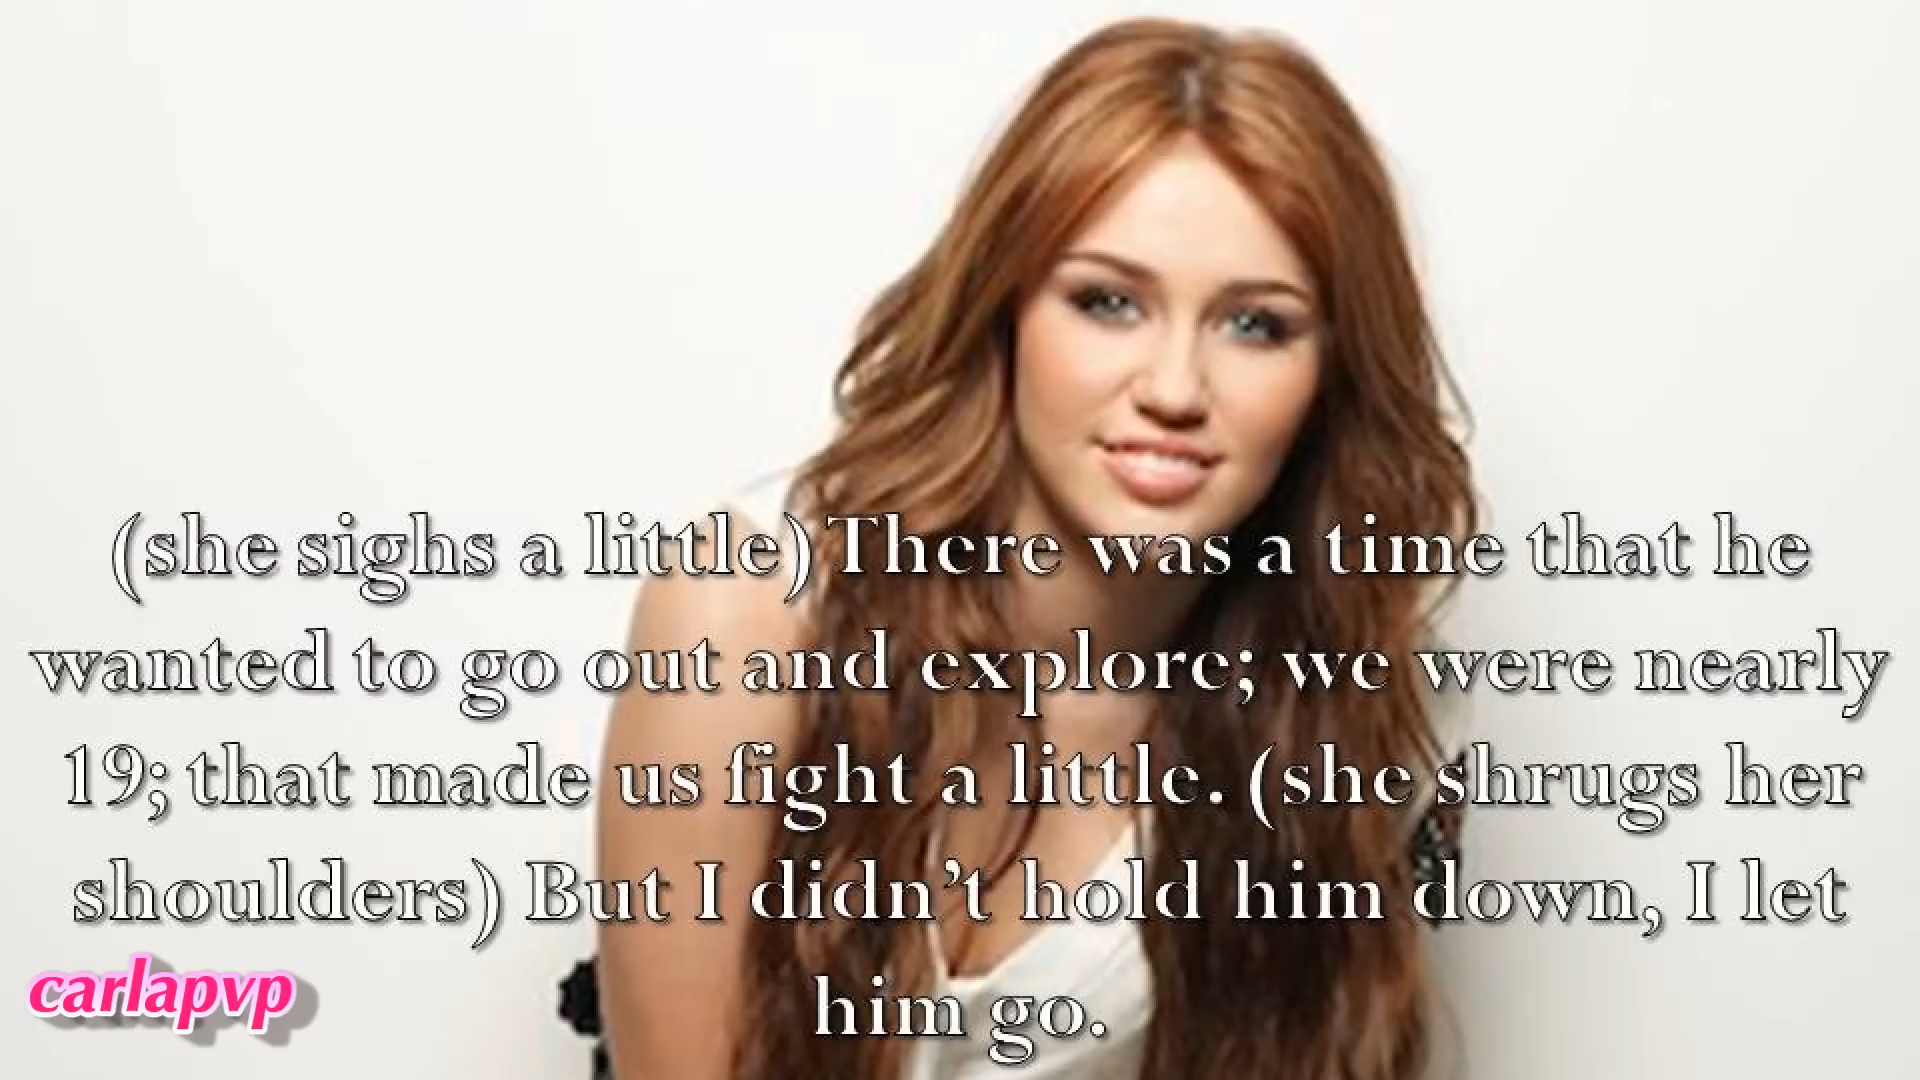 (she sighs a little) There was a time that he
wanted to go out and explore; we were nearly
19; that made us fight a little. (she shrugs her
shoulders) But I didn’t hold him down, I let
him go.
carlapvp